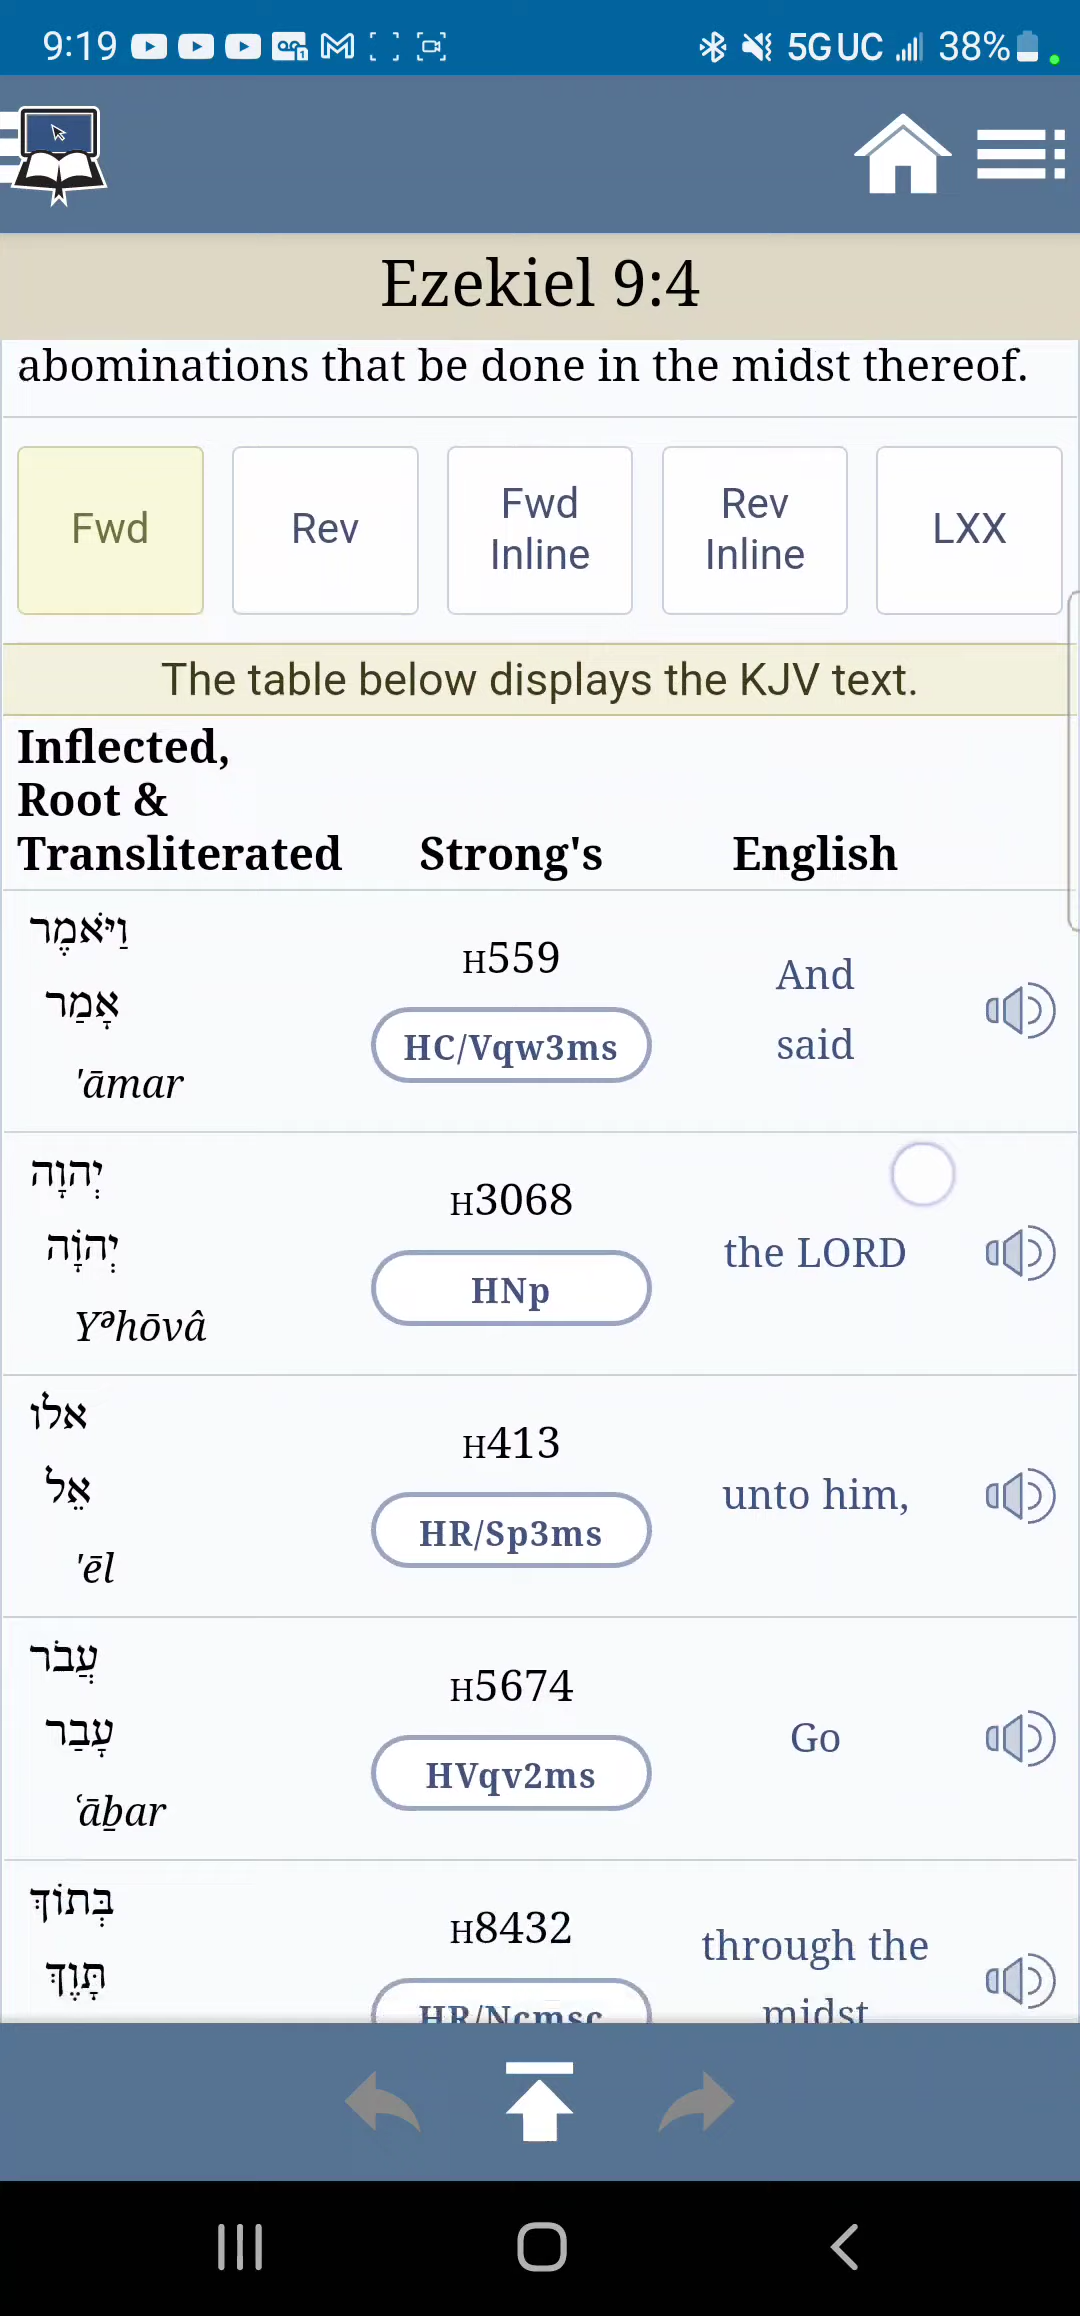 9:19 5G UC 38%
Ezekiel 9:4
abominations that be done in the midst thereof.
Fwd Rev Fwd Inline Rev Inline LXX
The table below displays the KJV text.
Inflected,
Root &
Transliterated Strong's English
וַיֹּאמֶר
אָמַר
'āmar
H559
HC/Vqw3ms
And
said
יְהוָה
יְהֹוָה
Yᵊhōvâ
H3068
HNp
the LORD
אלו
אֵל
'ēl
H413
HR/Sp3ms
unto him,
עֲבֹר
עָבַר
ʿāḇar
H5674
HVqv2ms
Go
בְּתוֹךְ
תָּוֶךְ
H8432
HR/Ncmsc
through the
midst